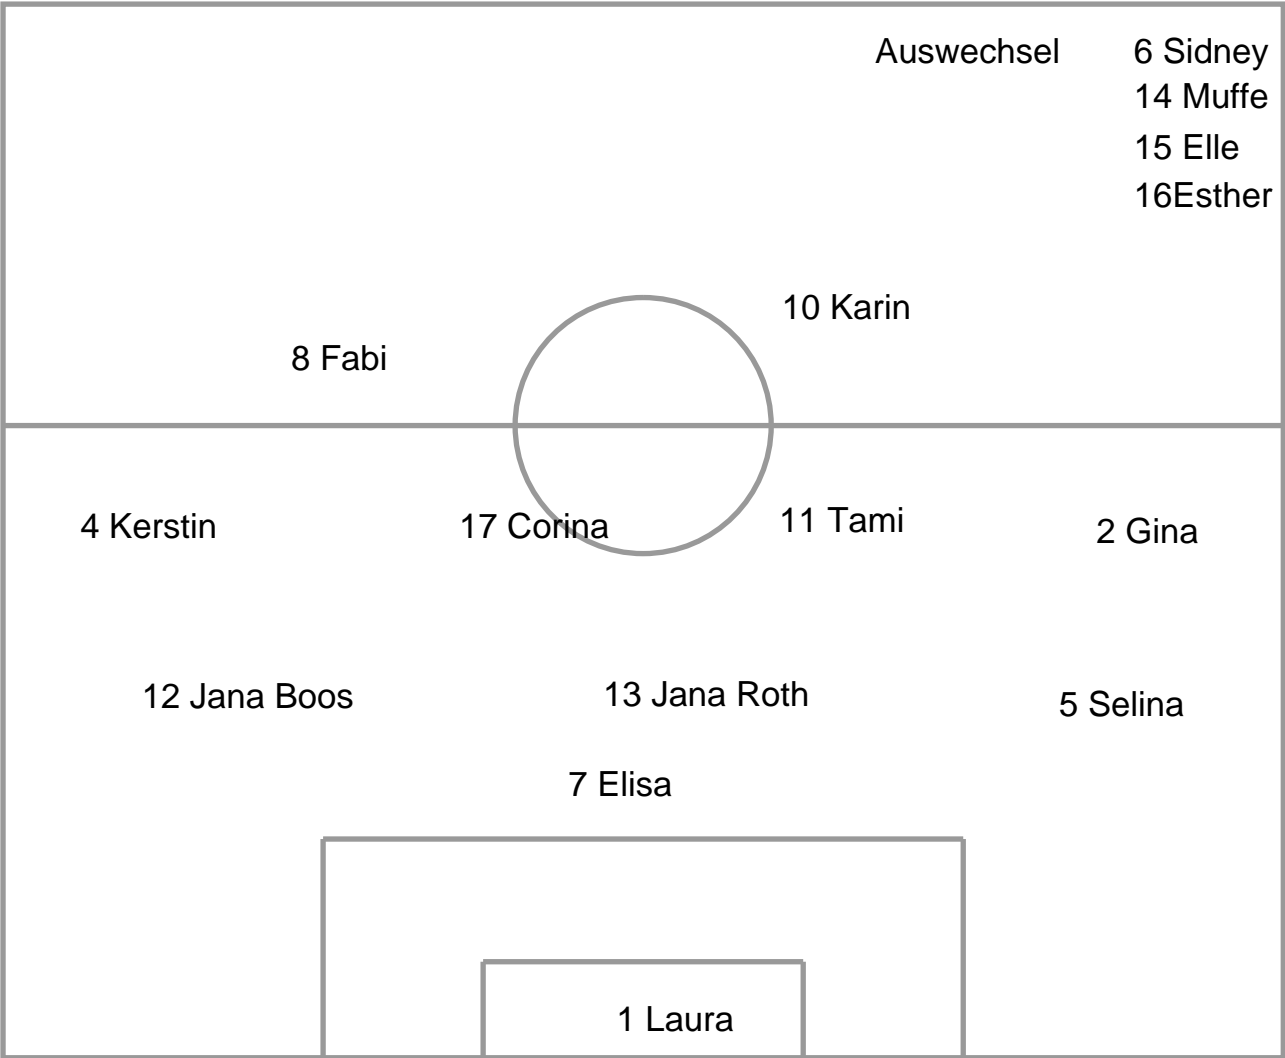 Auswechsel 6 Sidney
14 Muffe
15 Elle
16Esther
10 Karin
8 Fabi
4 Kerstin 17 Corina 11 Tami 2 Gina
12 Jana Boos 13 Jana Roth 5 Selina
7 Elisa
1 Laura